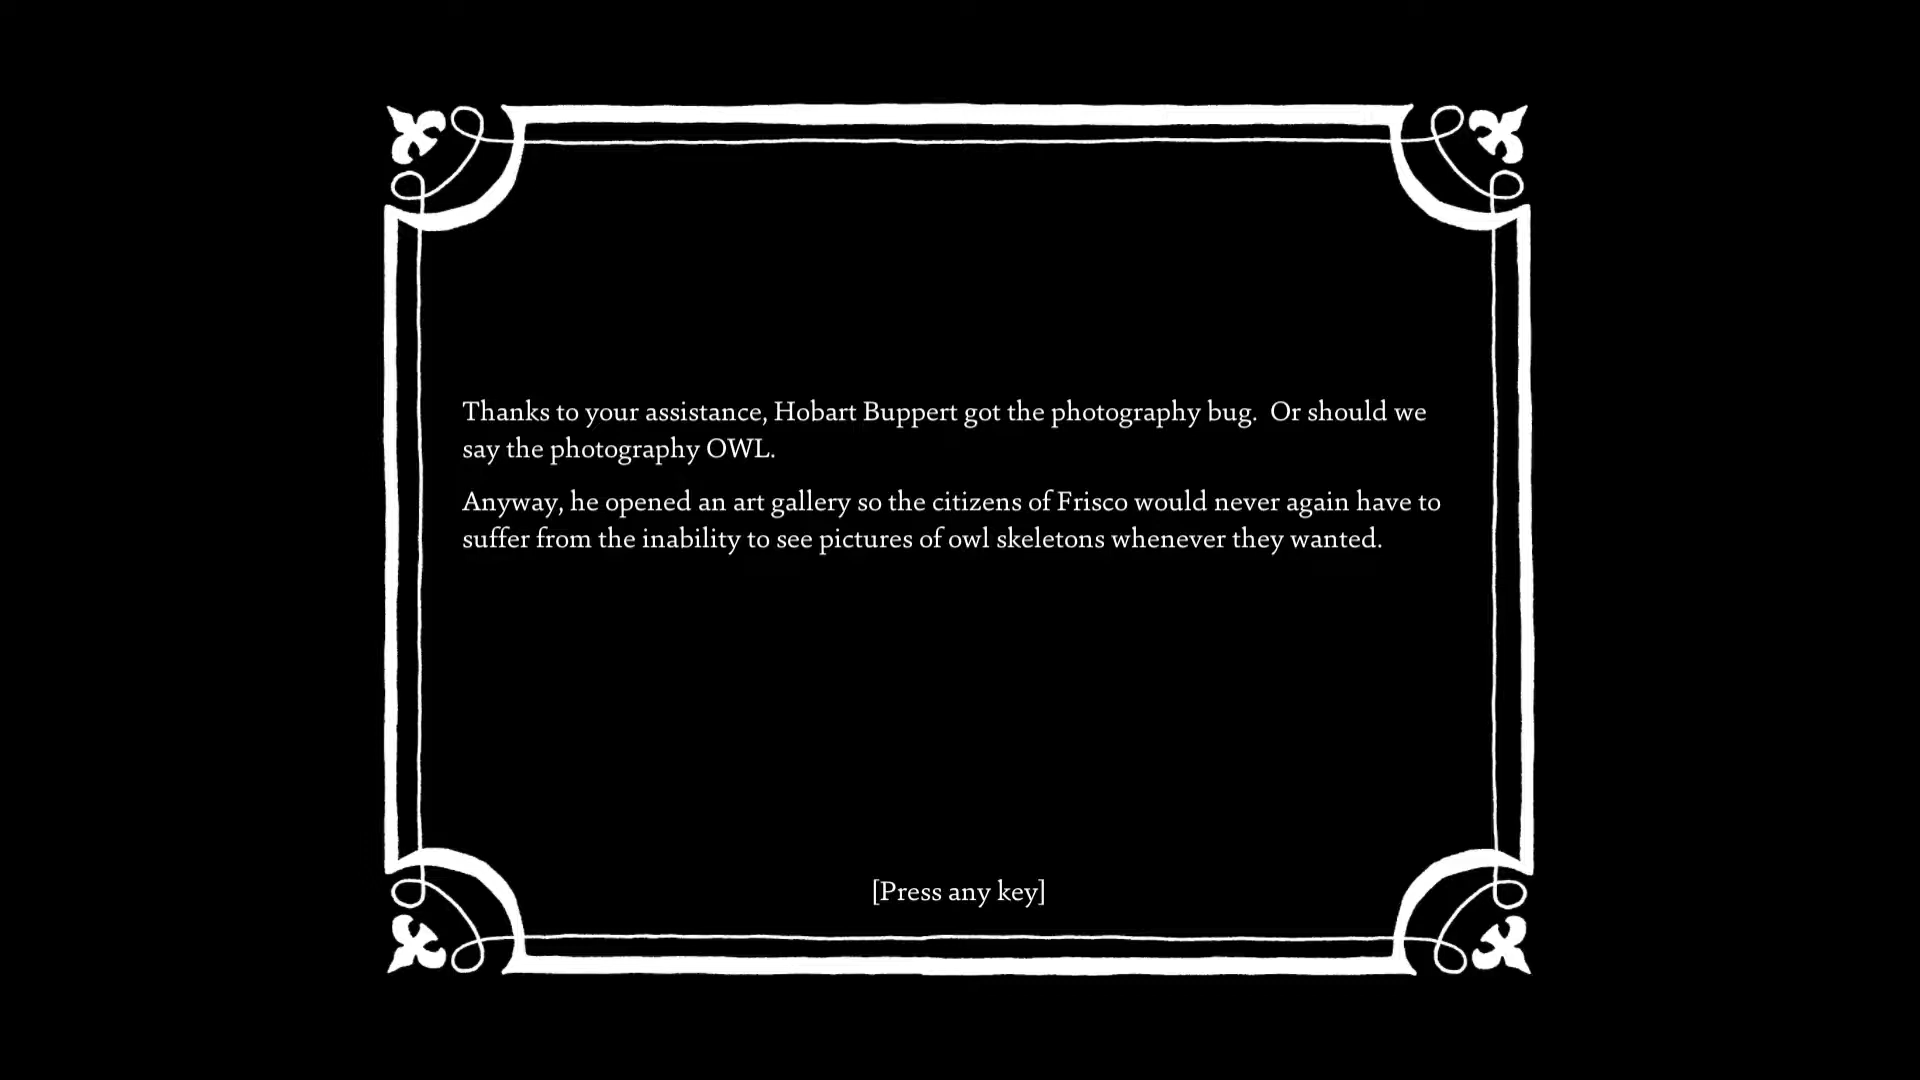 Thanks to your assistance, Hobart Buppert got the photography bug.  Or should we
say the photography OWL.
Anyway, he opened an art gallery so the citizens of Frisco would never again have to
suffer from the inability to see pictures of owl skeletons whenever they wanted.
[Press any key]